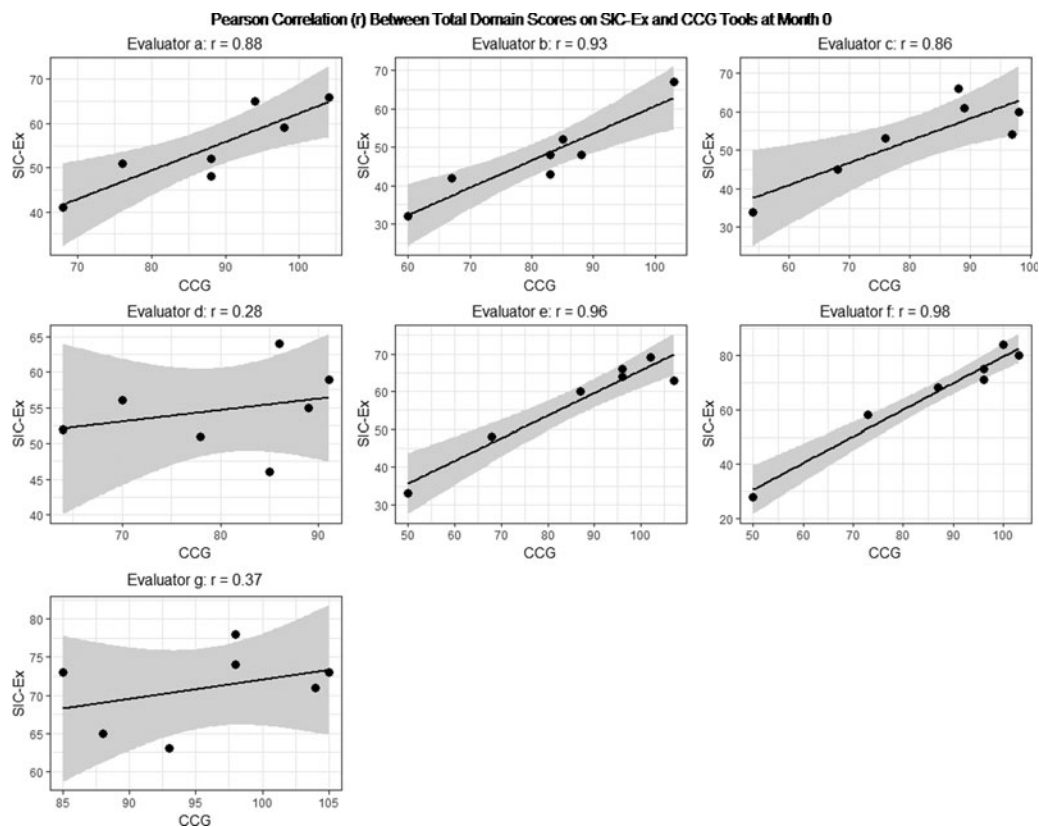 Pearson Correlation (r) Between Total Domain Scores on SIC-Ex and CCG Tools at Month 0
Evaluator a: r = 0.88
SIC-Ex
70
60
50
40
70 80 90 100
CCG
Evaluator b: r = 0.93
SIC-Ex
70
60
50
40
30
60 70 80 90 100
CCG
Evaluator c: r = 0.86
SIC-Ex
70
60
50
40
30
60 70 80 90 100
CCG
Evaluator d: r = 0.28
SIC-Ex
65
60
55
50
45
40
70 80 90
CCG
Evaluator e: r = 0.96
SIC-Ex
70
60
50
40
30
50 60 70 80 90 100
CCG
Evaluator f: r = 0.98
SIC-Ex
80
60
40
20
50 60 70 80 90 100
CCG
Evaluator g: r = 0.37
SIC-Ex
80
75
70
65
60
85 90 95 100 105
CCG